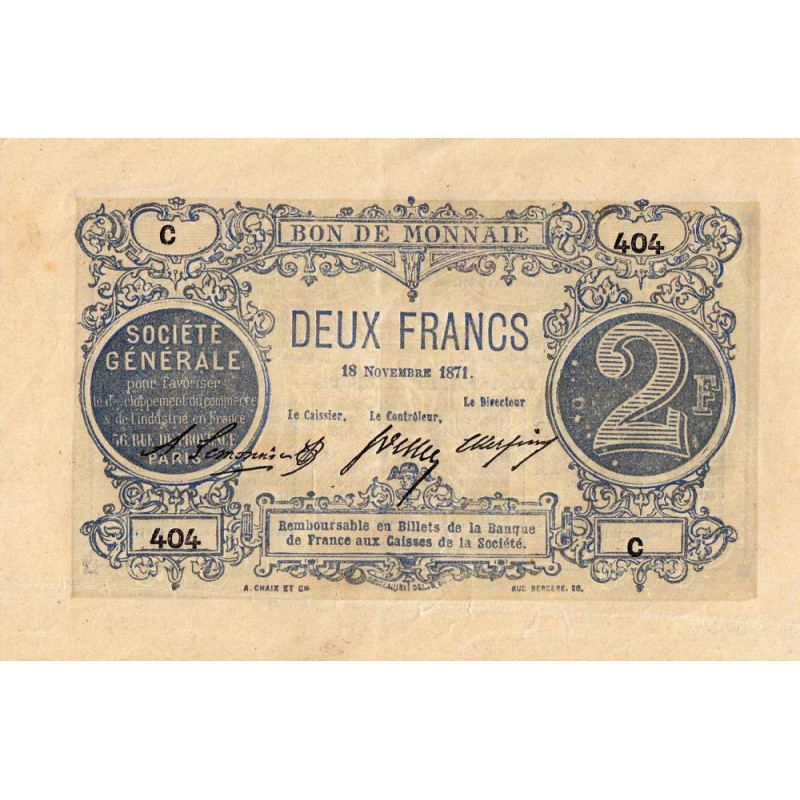 C
BON DE MONNAIE
404
DEUX FRANCS
18 NOVEMBRE 1871.
SOCIÉTÉ
GÉNÉRALE
pour favoriser
le développement du commerce
& de l'industrie en France
56 RUE DE PROVENCE
PARIS
2F
Le Caissier, Le Contrôleur, Le Directeur
404
Remboursable en Billets de la Banque
de France aux Caisses de la Société.
C
A. CHAIX ET Cie
RUE BERGERE. 20.